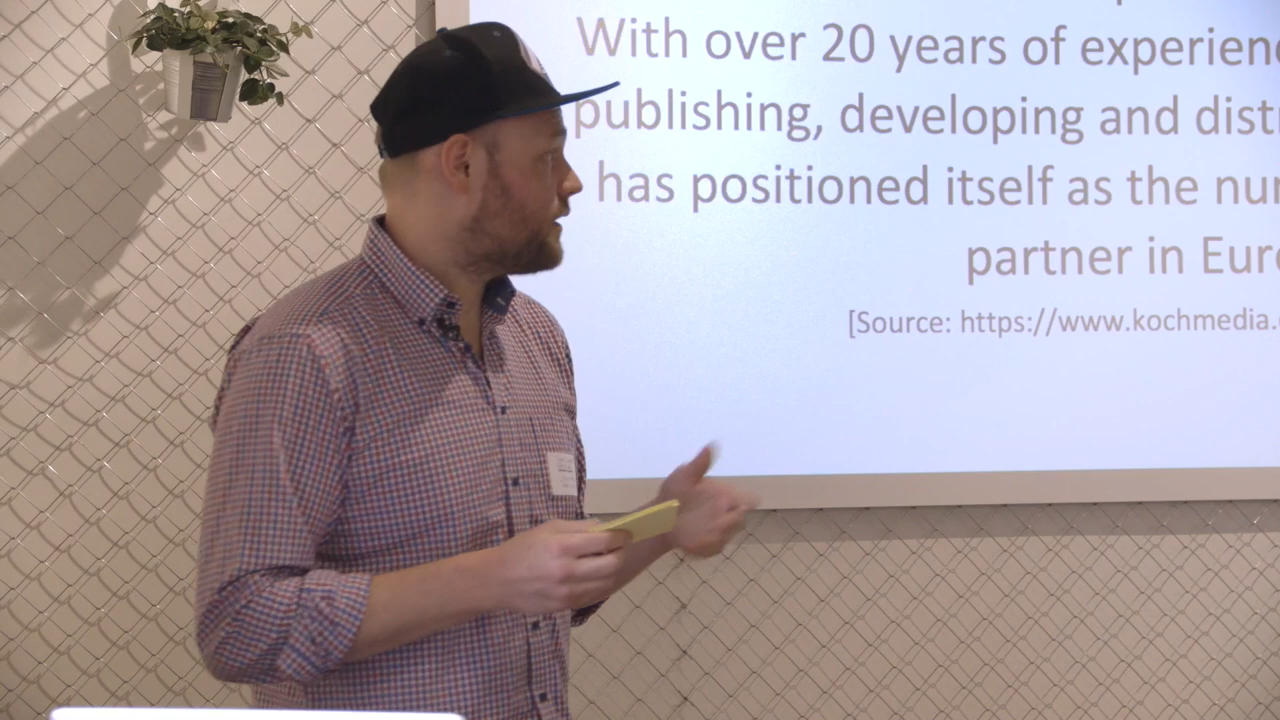 With over 20 years of experien
publishing, developing and dist
has positioned itself as the nu
partner in Eur
[Source: https://www.kochmedia.